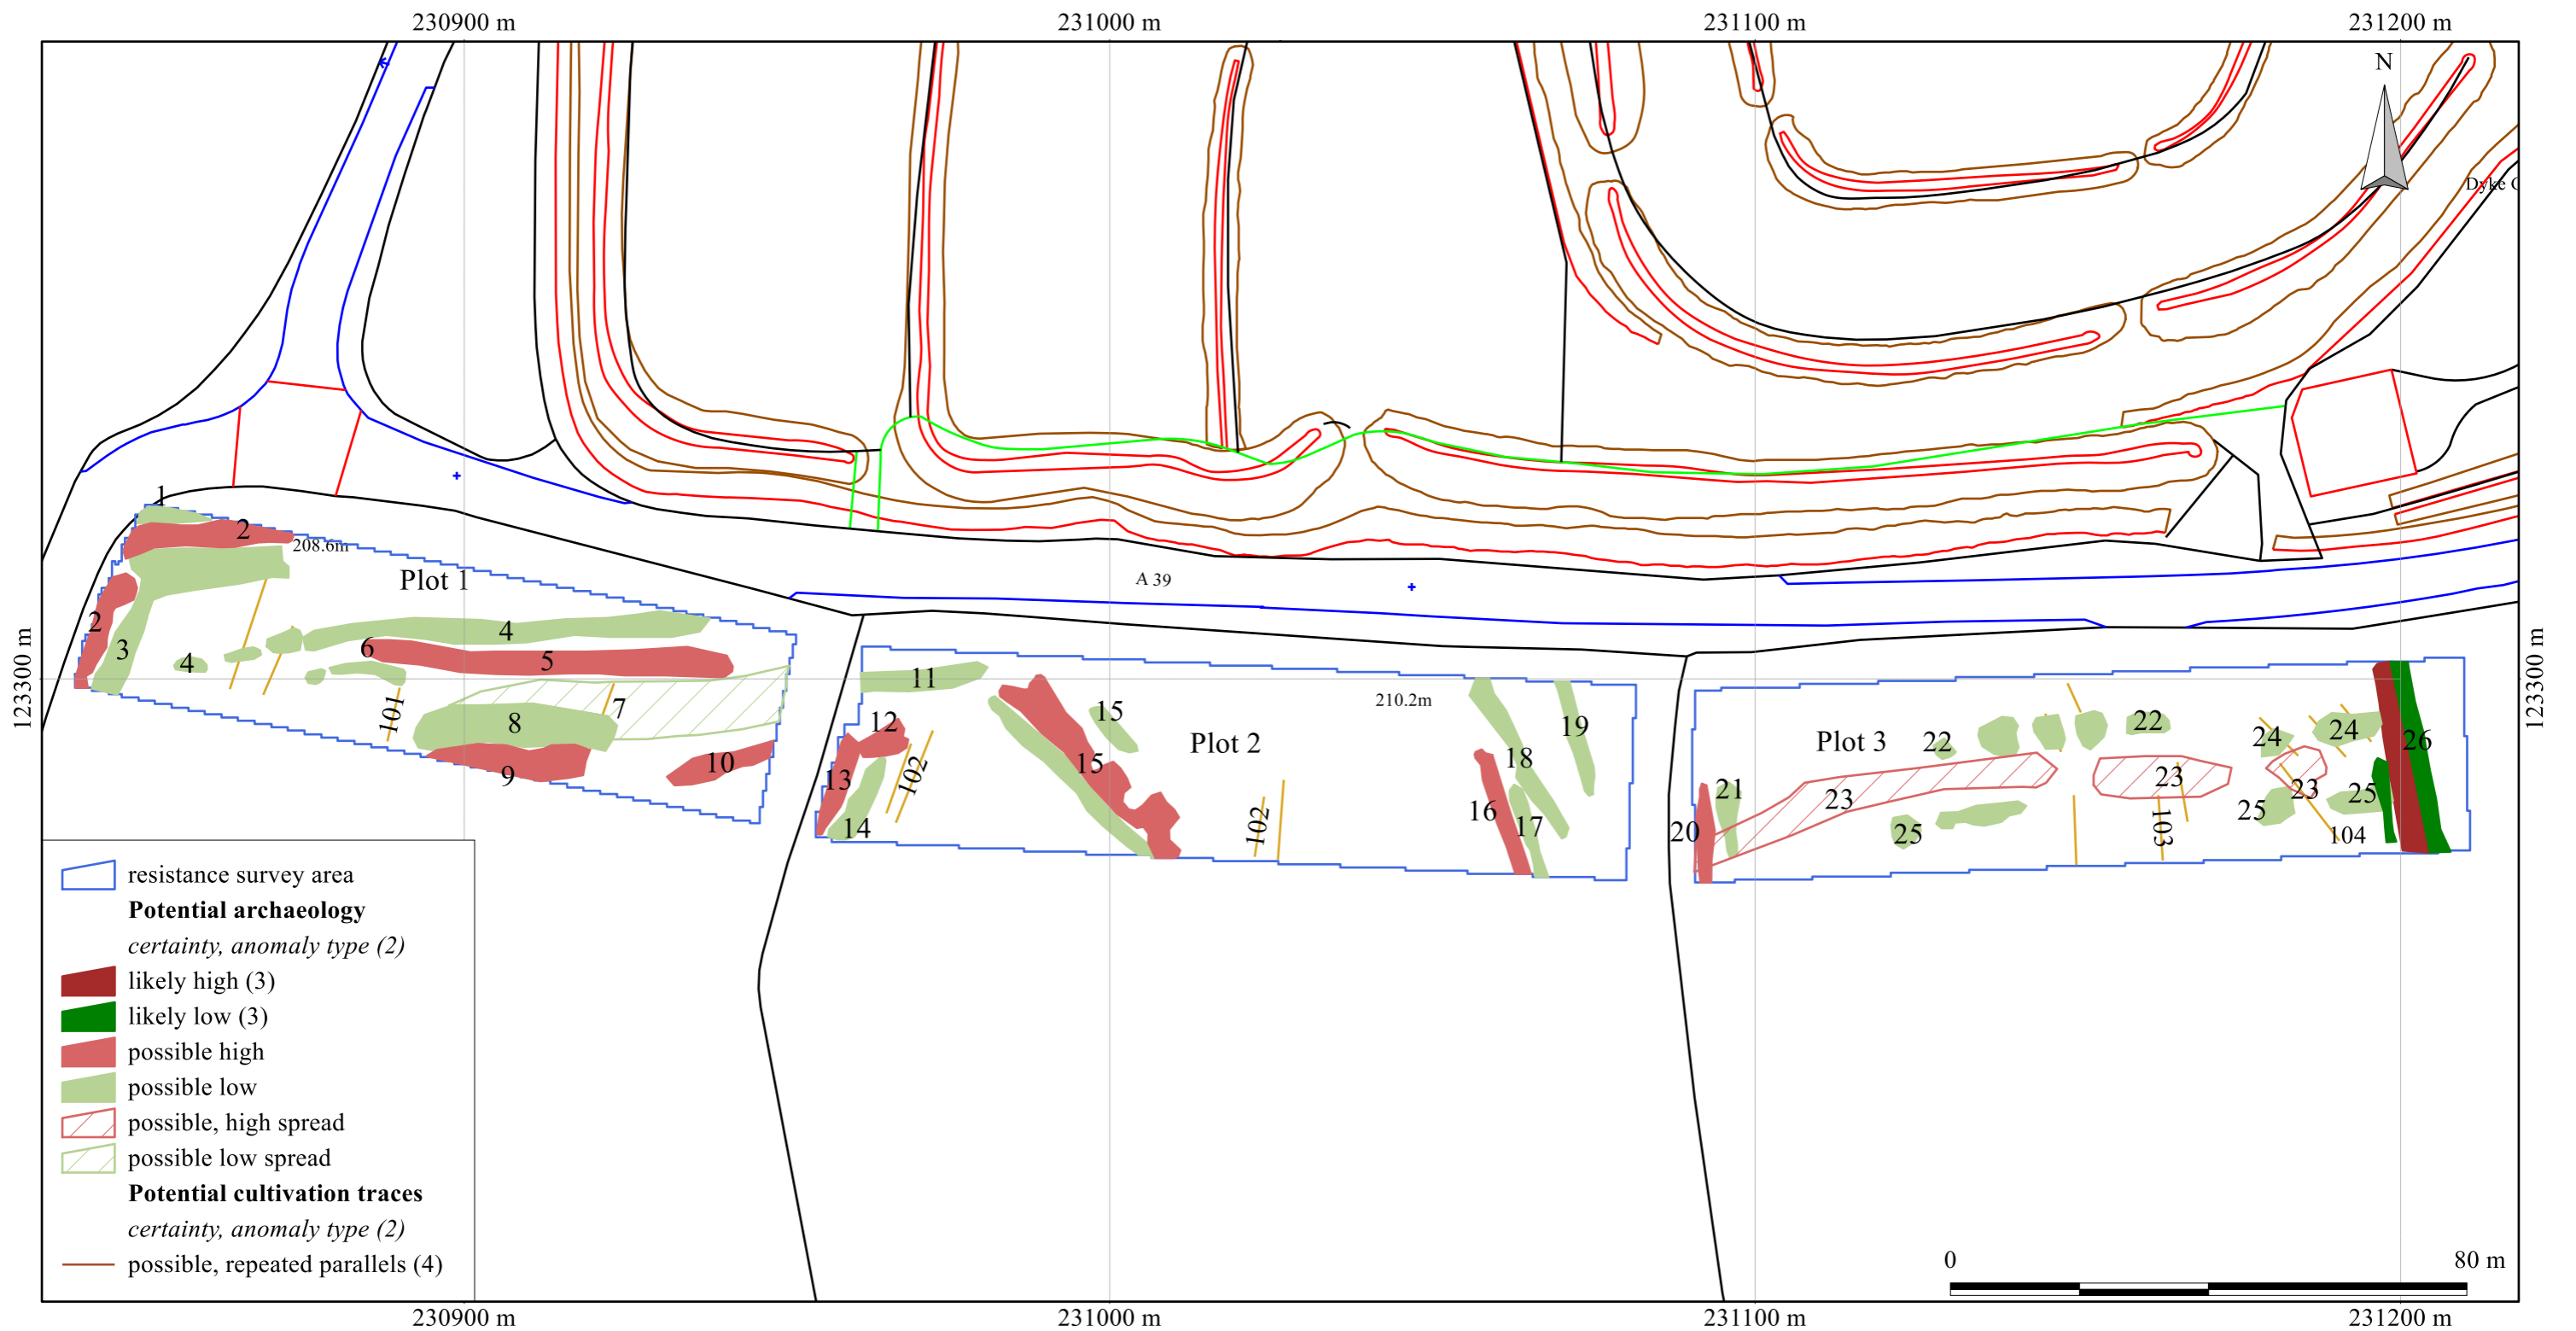 230900 m
231000 m
231100 m
231200 m
N
Dyke
1
2
208.6m
Plot 1
A 39
2
3
4
4
6
5
123300 m
123300 m
101
8
7
9
10
11
12
13
14
102
15
15
210.2m
Plot 2
102
16
17
18
19
20
21
Plot 3
22
22
23
23
23
24
24
25
25
25
26
103
104
resistance survey area
Potential archaeology
certainty, anomaly type (2)
likely high (3)
likely low (3)
possible high
possible low
possible, high spread
possible low spread
Potential cultivation traces
certainty, anomaly type (2)
possible, repeated parallels (4)
0
80 m
230900 m
231000 m
231100 m
231200 m